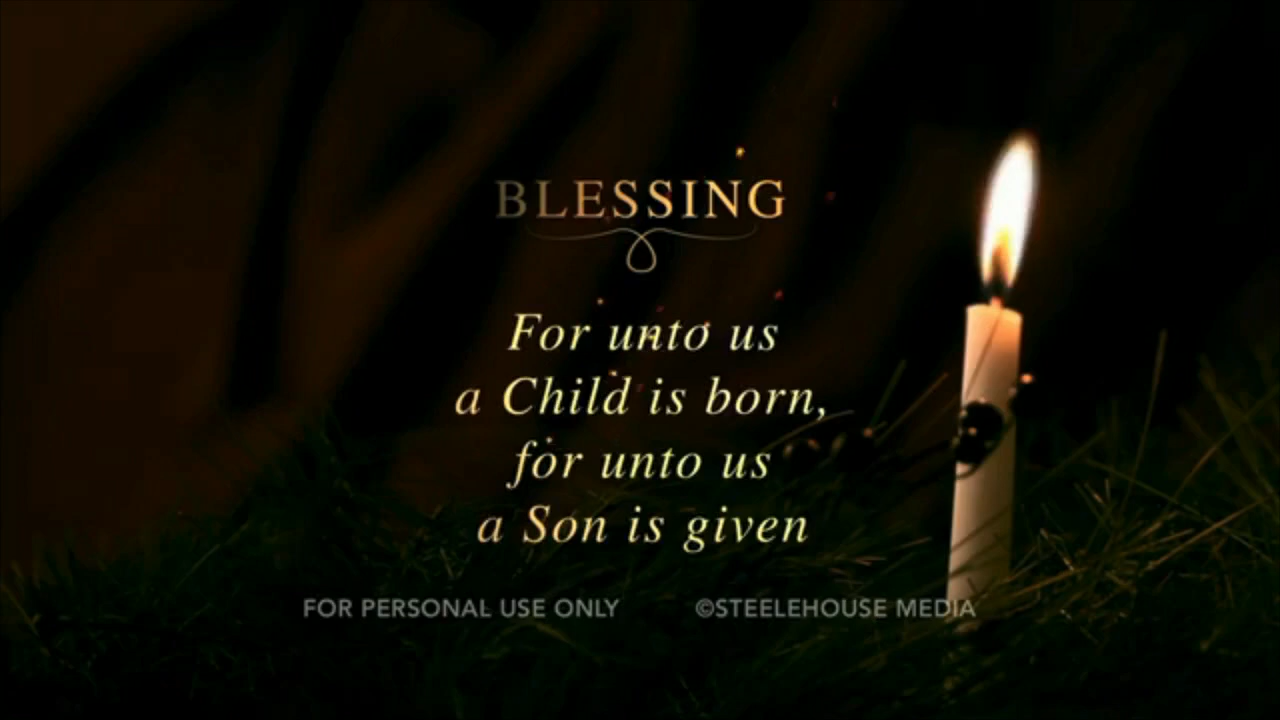 BLESSING
For unto us
a Child is born,
for unto us
a Son is given
FOR PERSONAL USE ONLY ©STEELEHOUSE MEDIA